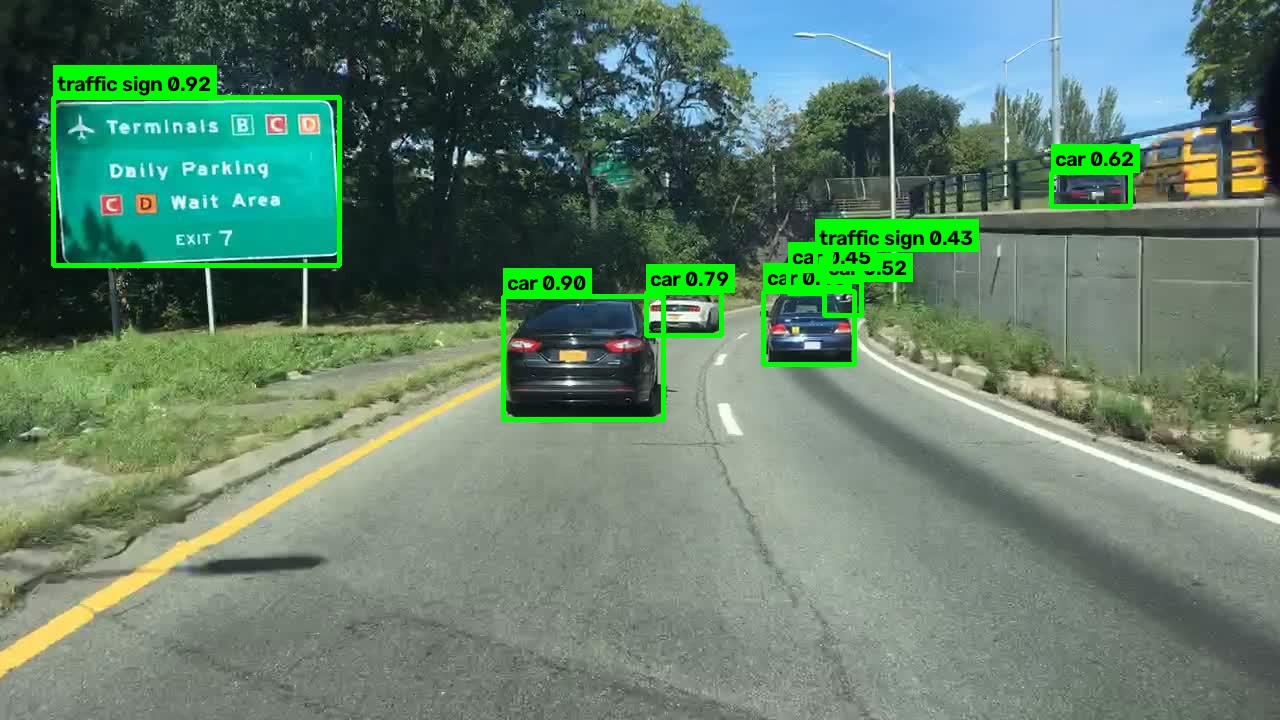 traffic sign 0.92
Terminals B C D
Daily Parking
C D Wait Area
EXIT 7
car 0.62
traffic sign 0.43
car 0.45
car 0.52
car 0.90
car 0.79
car